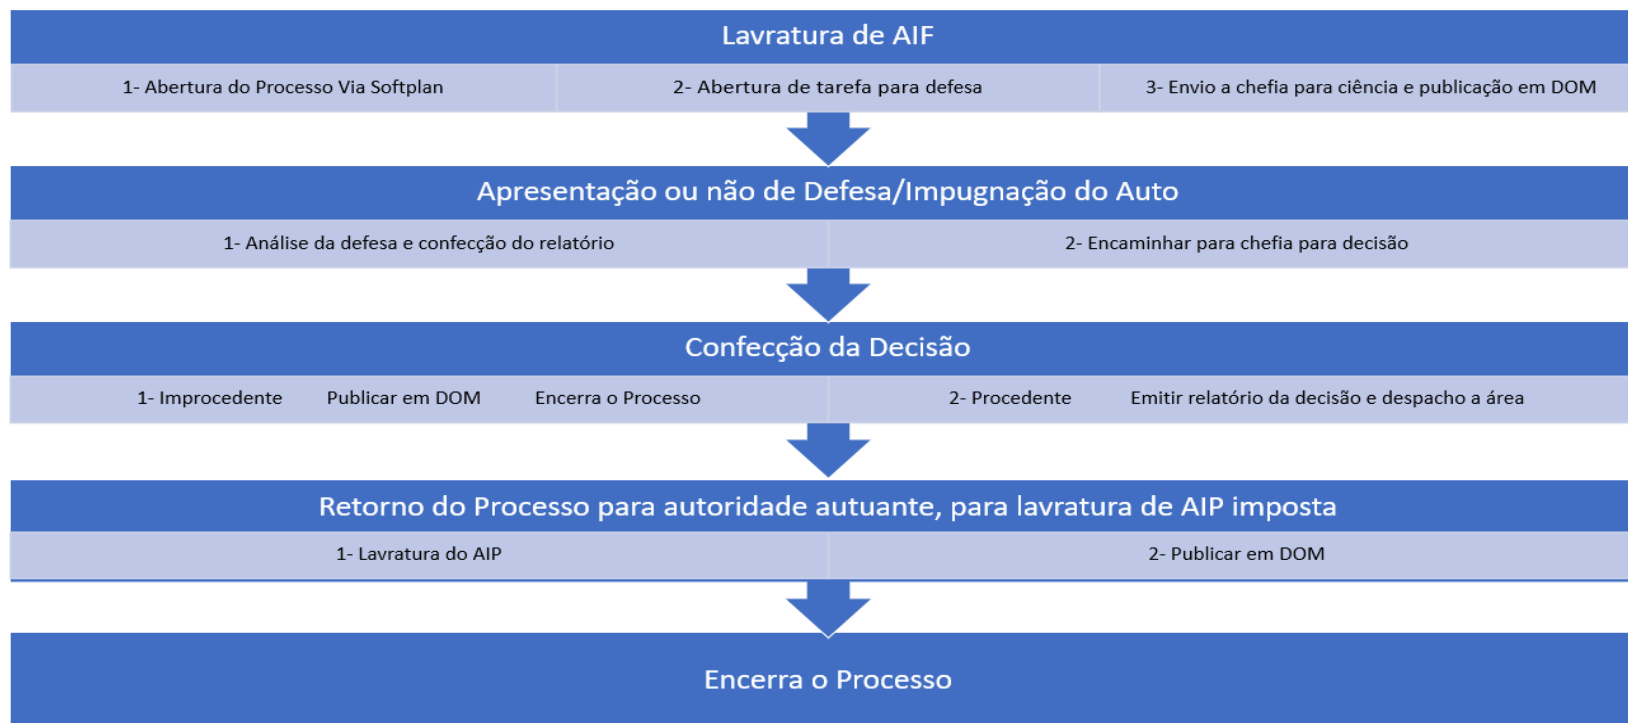 Lavratura de AIF
1- Abertura do Processo Via Softplan
2- Abertura de tarefa para defesa
3- Envio a chefia para ciência e publicação em DOM
Apresentação ou não de Defesa/Impugnação do Auto
1- Análise da defesa e confecção do relatório
2- Encaminhar para chefia para decisão
Confecção da Decisão
1- Improcedente Publicar em DOM Encerra o Processo
2- Procedente Emitir relatório da decisão e despacho a área
Retorno do Processo para autoridade autuante, para lavratura de AIP imposta
1- Lavratura do AIP
2- Publicar em DOM
Encerra o Processo